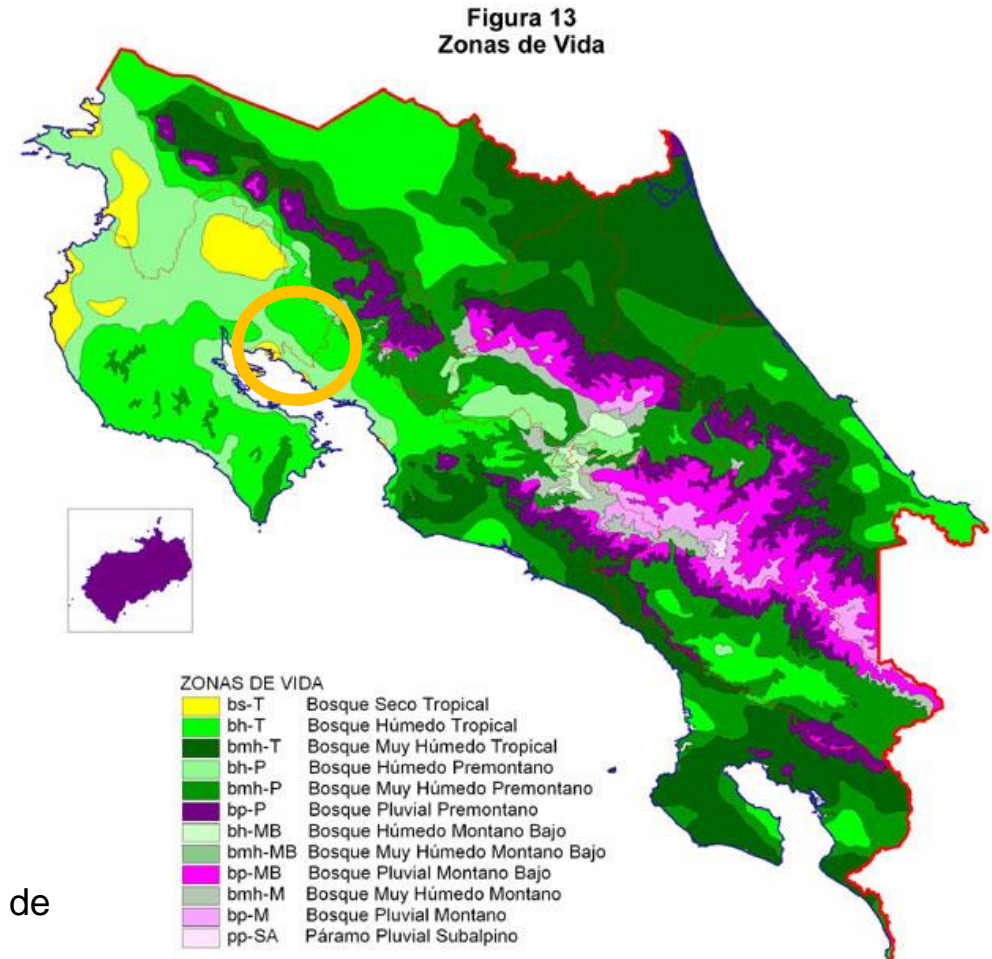 Figura 13
Zonas de Vida
ZONAS DE VIDA
bs-T Bosque Seco Tropical
bh-T Bosque Húmedo Tropical
bmh-T Bosque Muy Húmedo Tropical
bh-P Bosque Húmedo Premontano
bmh-P Bosque Muy Húmedo Premontano
bp-P Bosque Pluvial Premontano
bh-MB Bosque Húmedo Montano Bajo
bmh-MB Bosque Muy Húmedo Montano Bajo
bp-MB Bosque Pluvial Montano Bajo
bmh-M Bosque Muy Húmedo Montano
bp-M Bosque Pluvial Montano
pp-SA Páramo Pluvial Subalpino
de